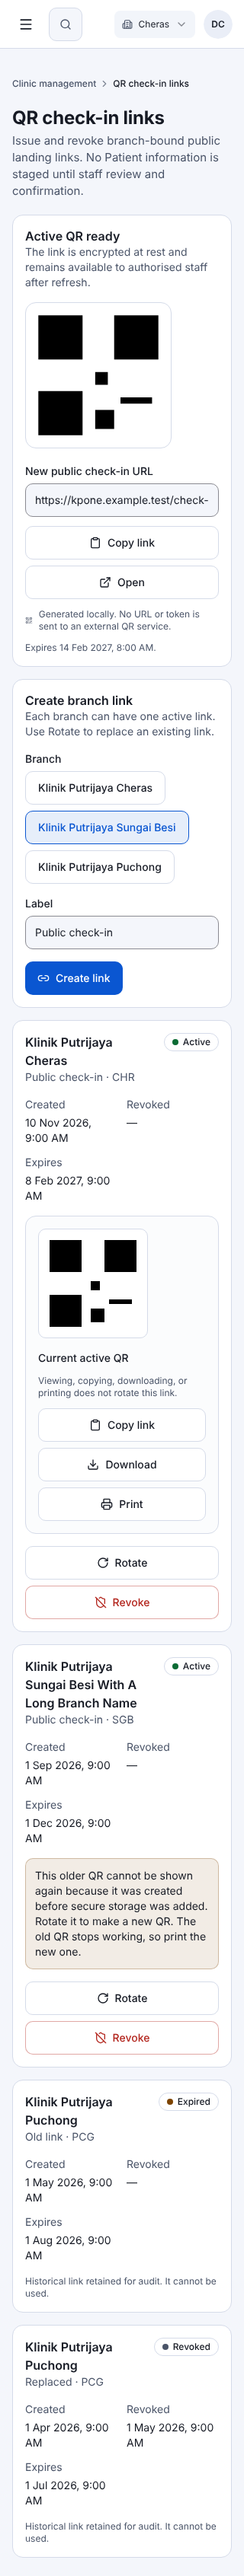 Cheras
DC
Clinic management > QR check-in links
QR check-in links
Issue and revoke branch-bound public
landing links. No Patient information is
staged until staff review and
confirmation.
Active QR ready
The link is encrypted at rest and
remains available to authorised staff
after refresh.
New public check-in URL
https://kpone.example.test/check-
Copy link
Open
Generated locally. No URL or token is
sent to an external QR service.
Expires 14 Feb 2027, 8:00 AM.
Create branch link
Each branch can have one active link.
Use Rotate to replace an existing link.
Branch
Klinik Putrijaya Cheras
Klinik Putrijaya Sungai Besi
Klinik Putrijaya Puchong
Label
Public check-in
Create link
Klinik Putrijaya
Cheras
Active
Public check-in · CHR
Created
Revoked
10 Nov 2026,
9:00 AM
—
Expires
8 Feb 2027, 9:00
AM
Current active QR
Viewing, copying, downloading, or
printing does not rotate this link.
Copy link
Download
Print
Rotate
Revoke
Klinik Putrijaya
Sungai Besi With A
Long Branch Name
Active
Public check-in · SGB
Created
Revoked
1 Sep 2026, 9:00
AM
—
Expires
1 Dec 2026, 9:00
AM
This older QR cannot be shown
again because it was created
before secure storage was added.
Rotate it to make a new QR. The
old QR stops working, so print the
new one.
Rotate
Revoke
Klinik Putrijaya
Puchong
Expired
Old link · PCG
Created
Revoked
1 May 2026, 9:00
AM
—
Expires
1 Aug 2026, 9:00
AM
Historical link retained for audit. It cannot be
used.
Klinik Putrijaya
Puchong
Revoked
Replaced · PCG
Created
Revoked
1 Apr 2026, 9:00
AM
1 May 2026, 9:00
AM
Expires
1 Jul 2026, 9:00
AM
Historical link retained for audit. It cannot be
used.